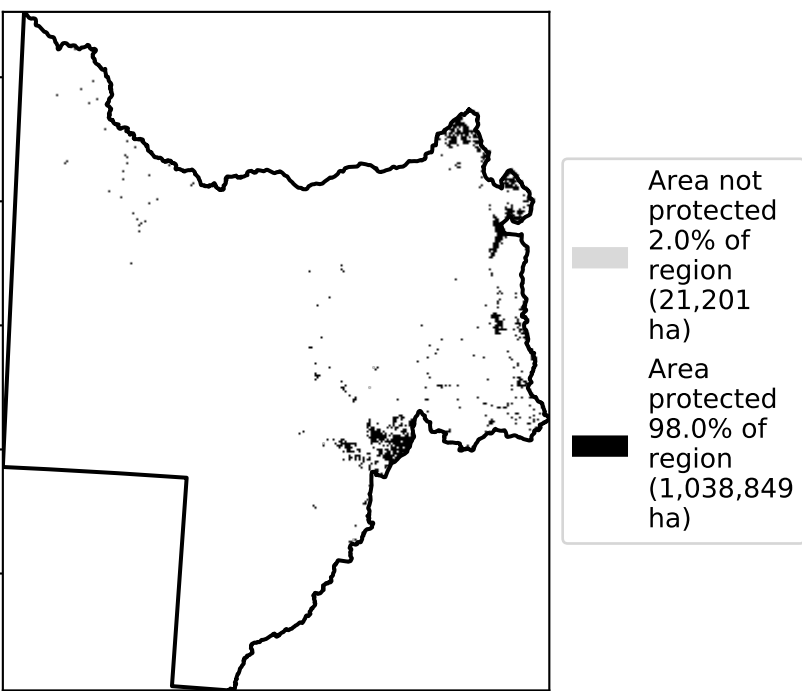 Area not
protected
2.0% of
region
(21,201
ha)
Area
protected
98.0% of
region
(1,038,849
ha)